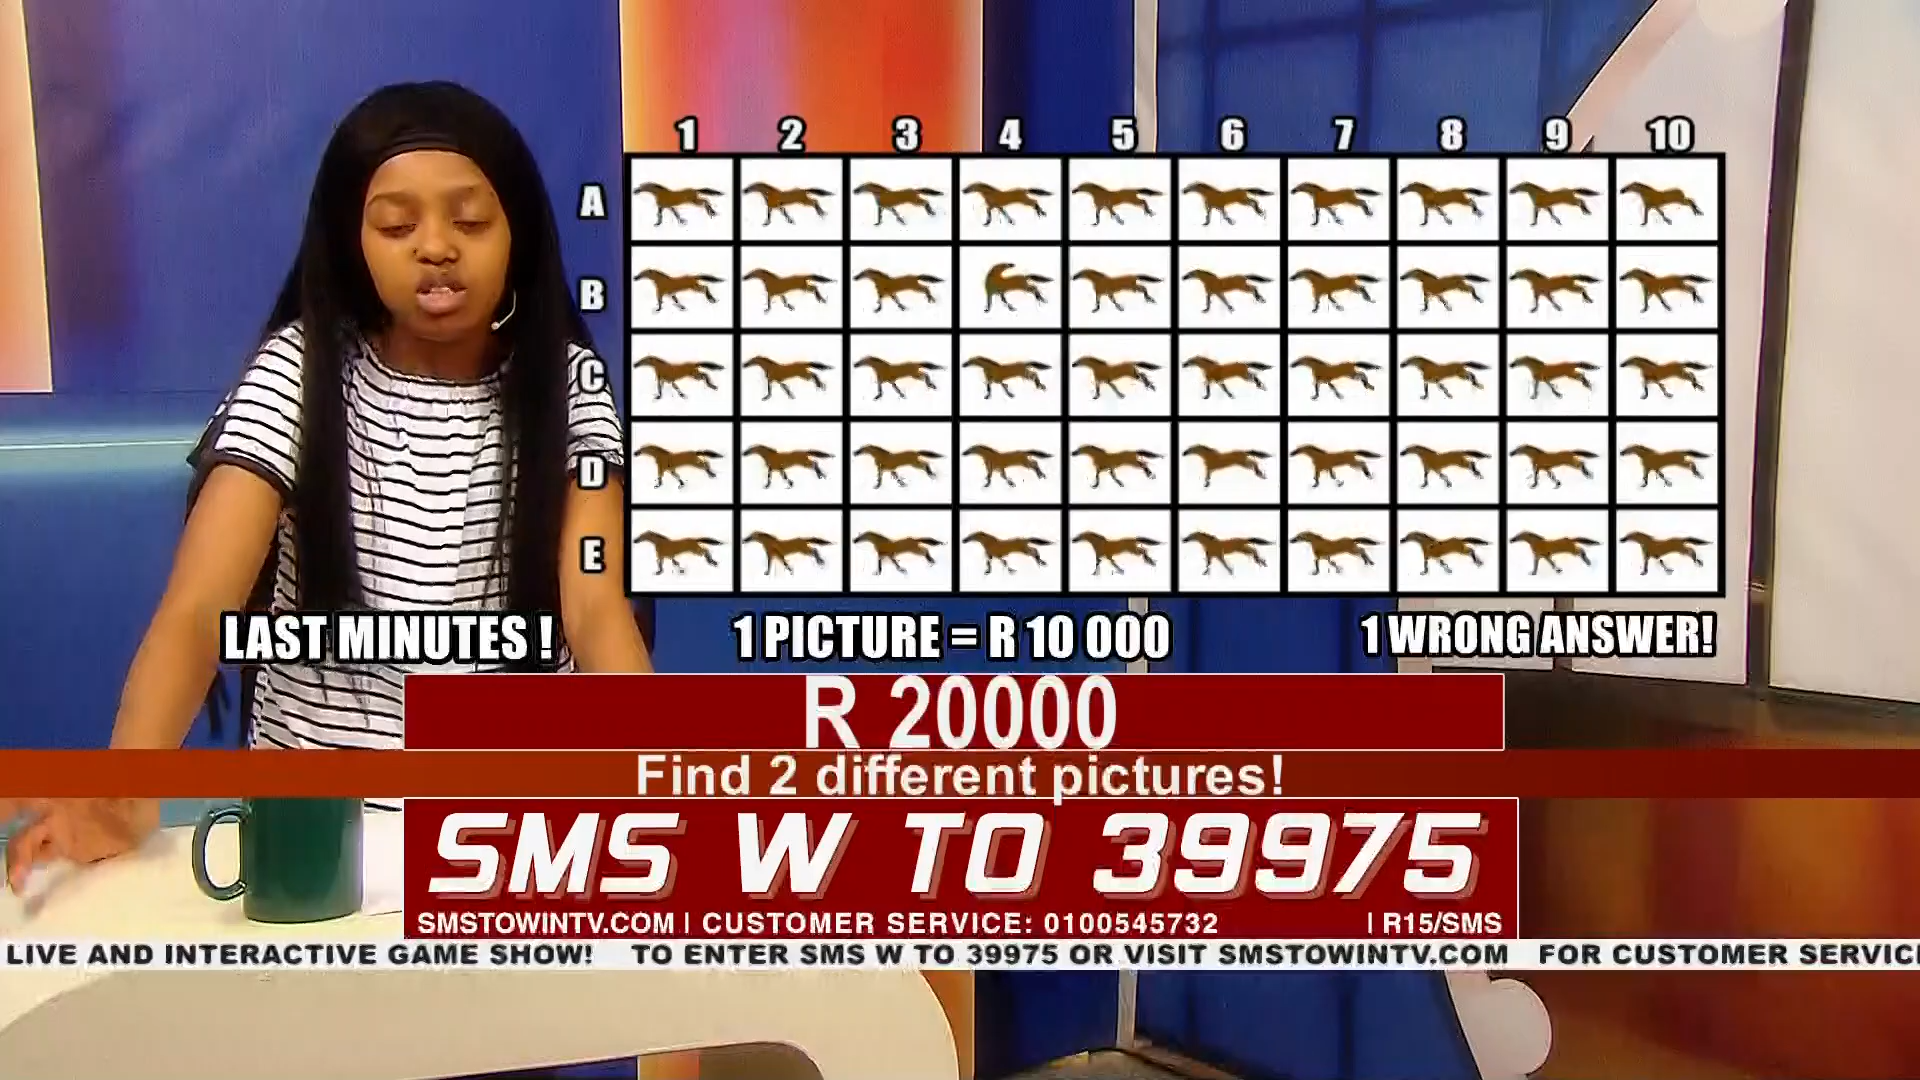 1 2 3 4 5 6 7 8 9 10
A
B
C
D
E
LAST MINUTES !
1 PICTURE = R 10 000
1 WRONG ANSWER!
R 20000
Find 2 different pictures!
SMS W TO 39975
SMSTOWINTV.COM | CUSTOMER SERVICE: 0100545732 | R15/SMS
LIVE AND INTERACTIVE GAME SHOW! TO ENTER SMS W TO 39975 OR VISIT SMSTOWINTV.COM FOR CUSTOMER SERVIC